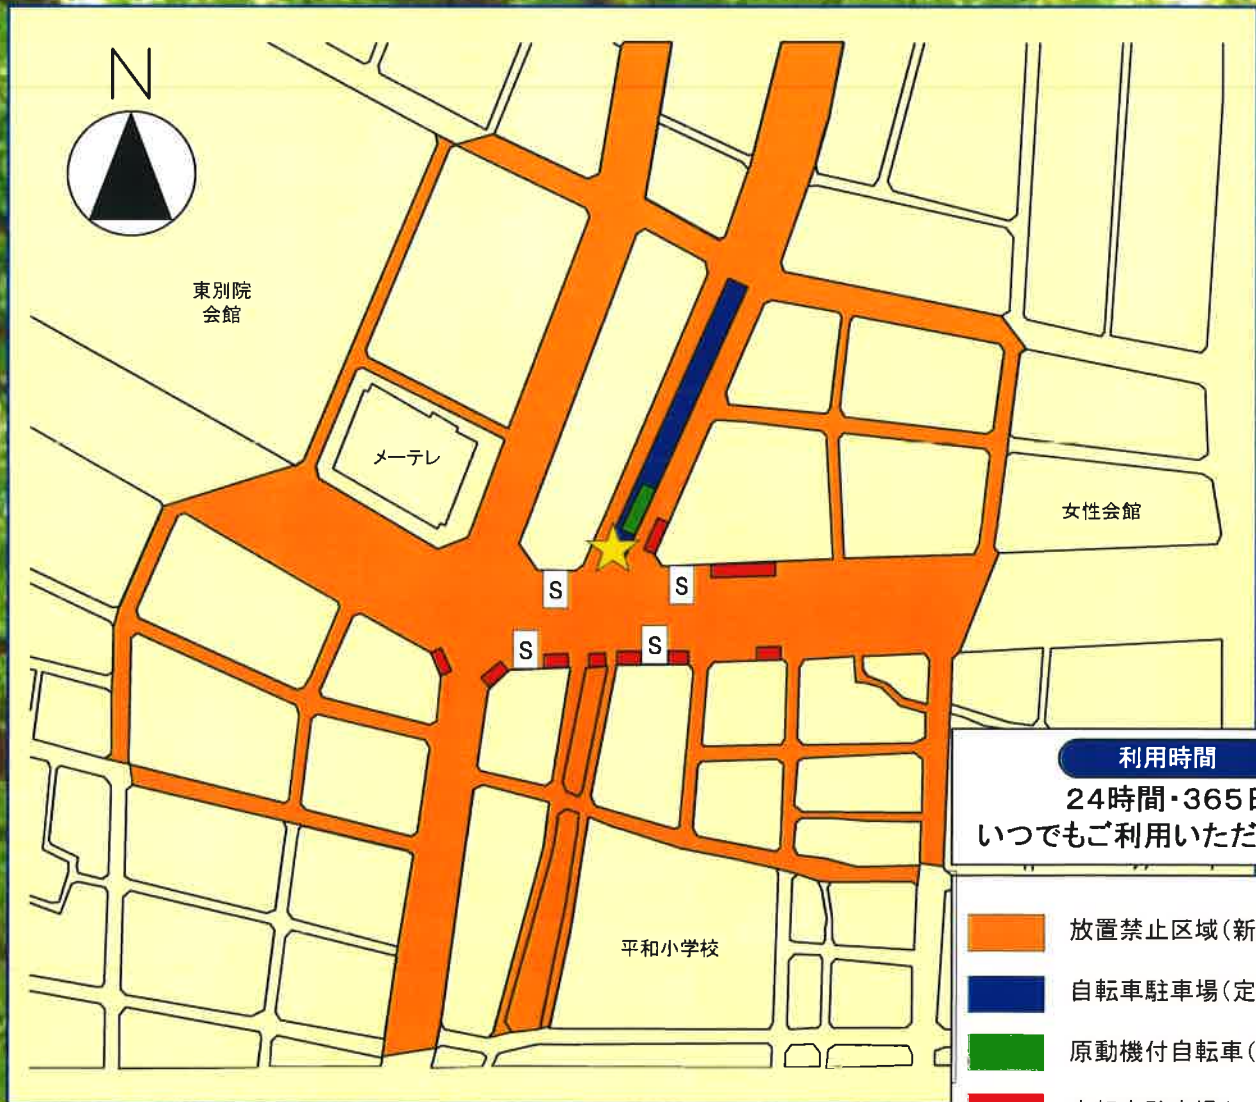 N
東別院
会館
メーテレ
女性会館
S
S
S
S
平和小学校
利用時間
24時間・365
いつでもご利用いただ
放置禁止区域(新
自転車駐車場(定
原動機付自転車(